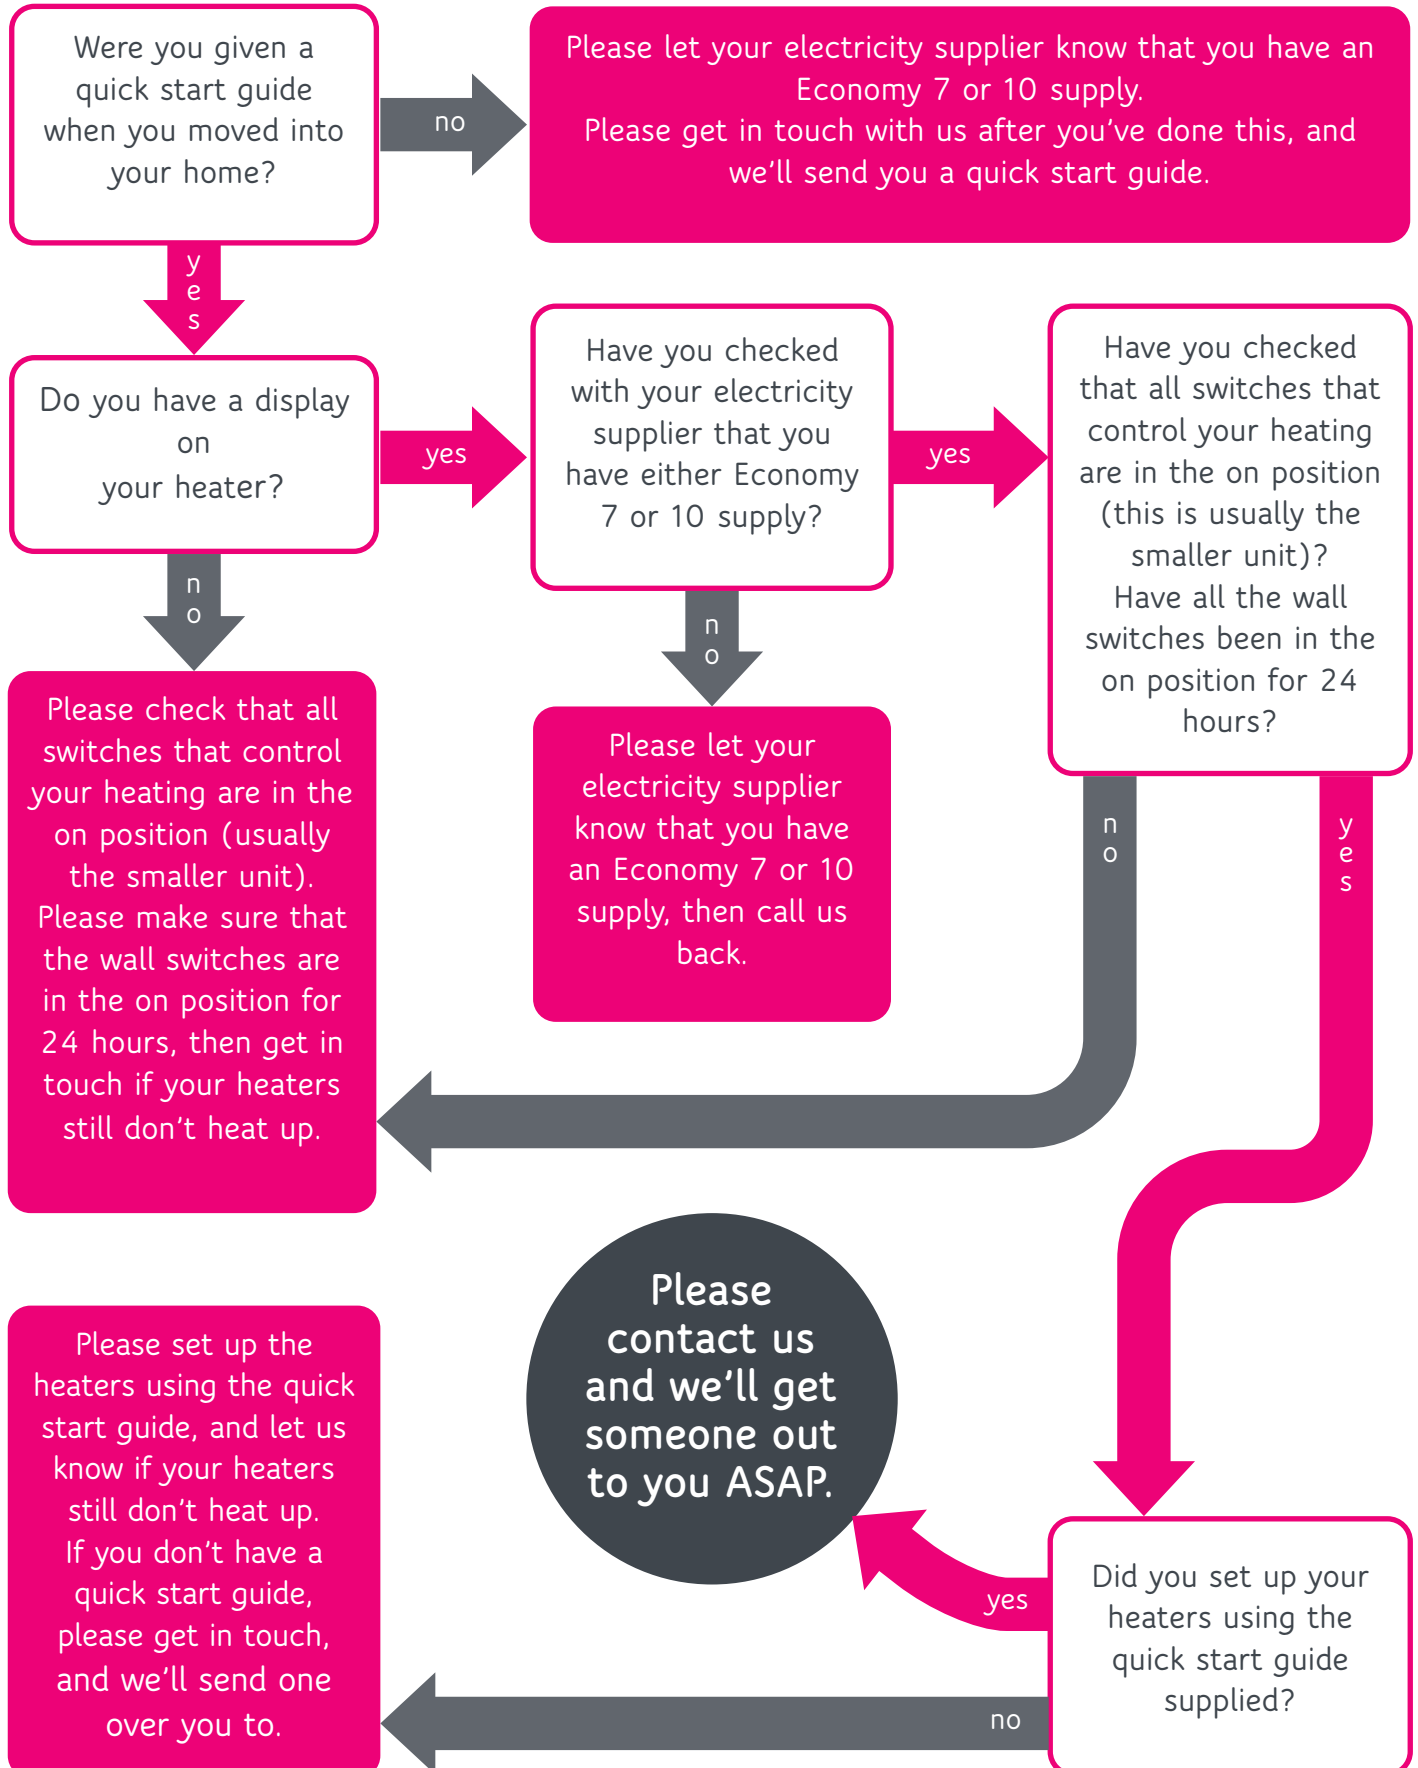 Were you given a
quick start guide
when you moved into
your home?
no
Please let your electricity supplier know that you have an
Economy 7 or 10 supply.
Please get in touch with us after you've done this, and
we'll send you a quick start guide.
yes
Do you have a display
on
your heater?
yes
Have you checked
with your electricity
supplier that you
have either Economy
7 or 10 supply?
yes
Have you checked
that all switches that
control your heating
are in the on position
(this is usually the
smaller unit)?
Have all the wall
switches been in the
on position for 24
hours?
no
Please check that all
switches that control
your heating are in the
on position (usually
the smaller unit).
Please make sure that
the wall switches are
in the on position for
24 hours, then get in
touch if your heaters
still don't heat up.
no
Please let your
electricity supplier
know that you have
an Economy 7 or 10
supply, then call us
back.
no
yes
Please
contact us
and we'll get
someone out
to you ASAP.
Please set up the
heaters using the quick
start guide, and let us
know if your heaters
still don't heat up.
If you don't have a
quick start guide,
please get in touch,
and we'll send one
over you to.
yes
Did you set up your
heaters using the
quick start guide
supplied?
no